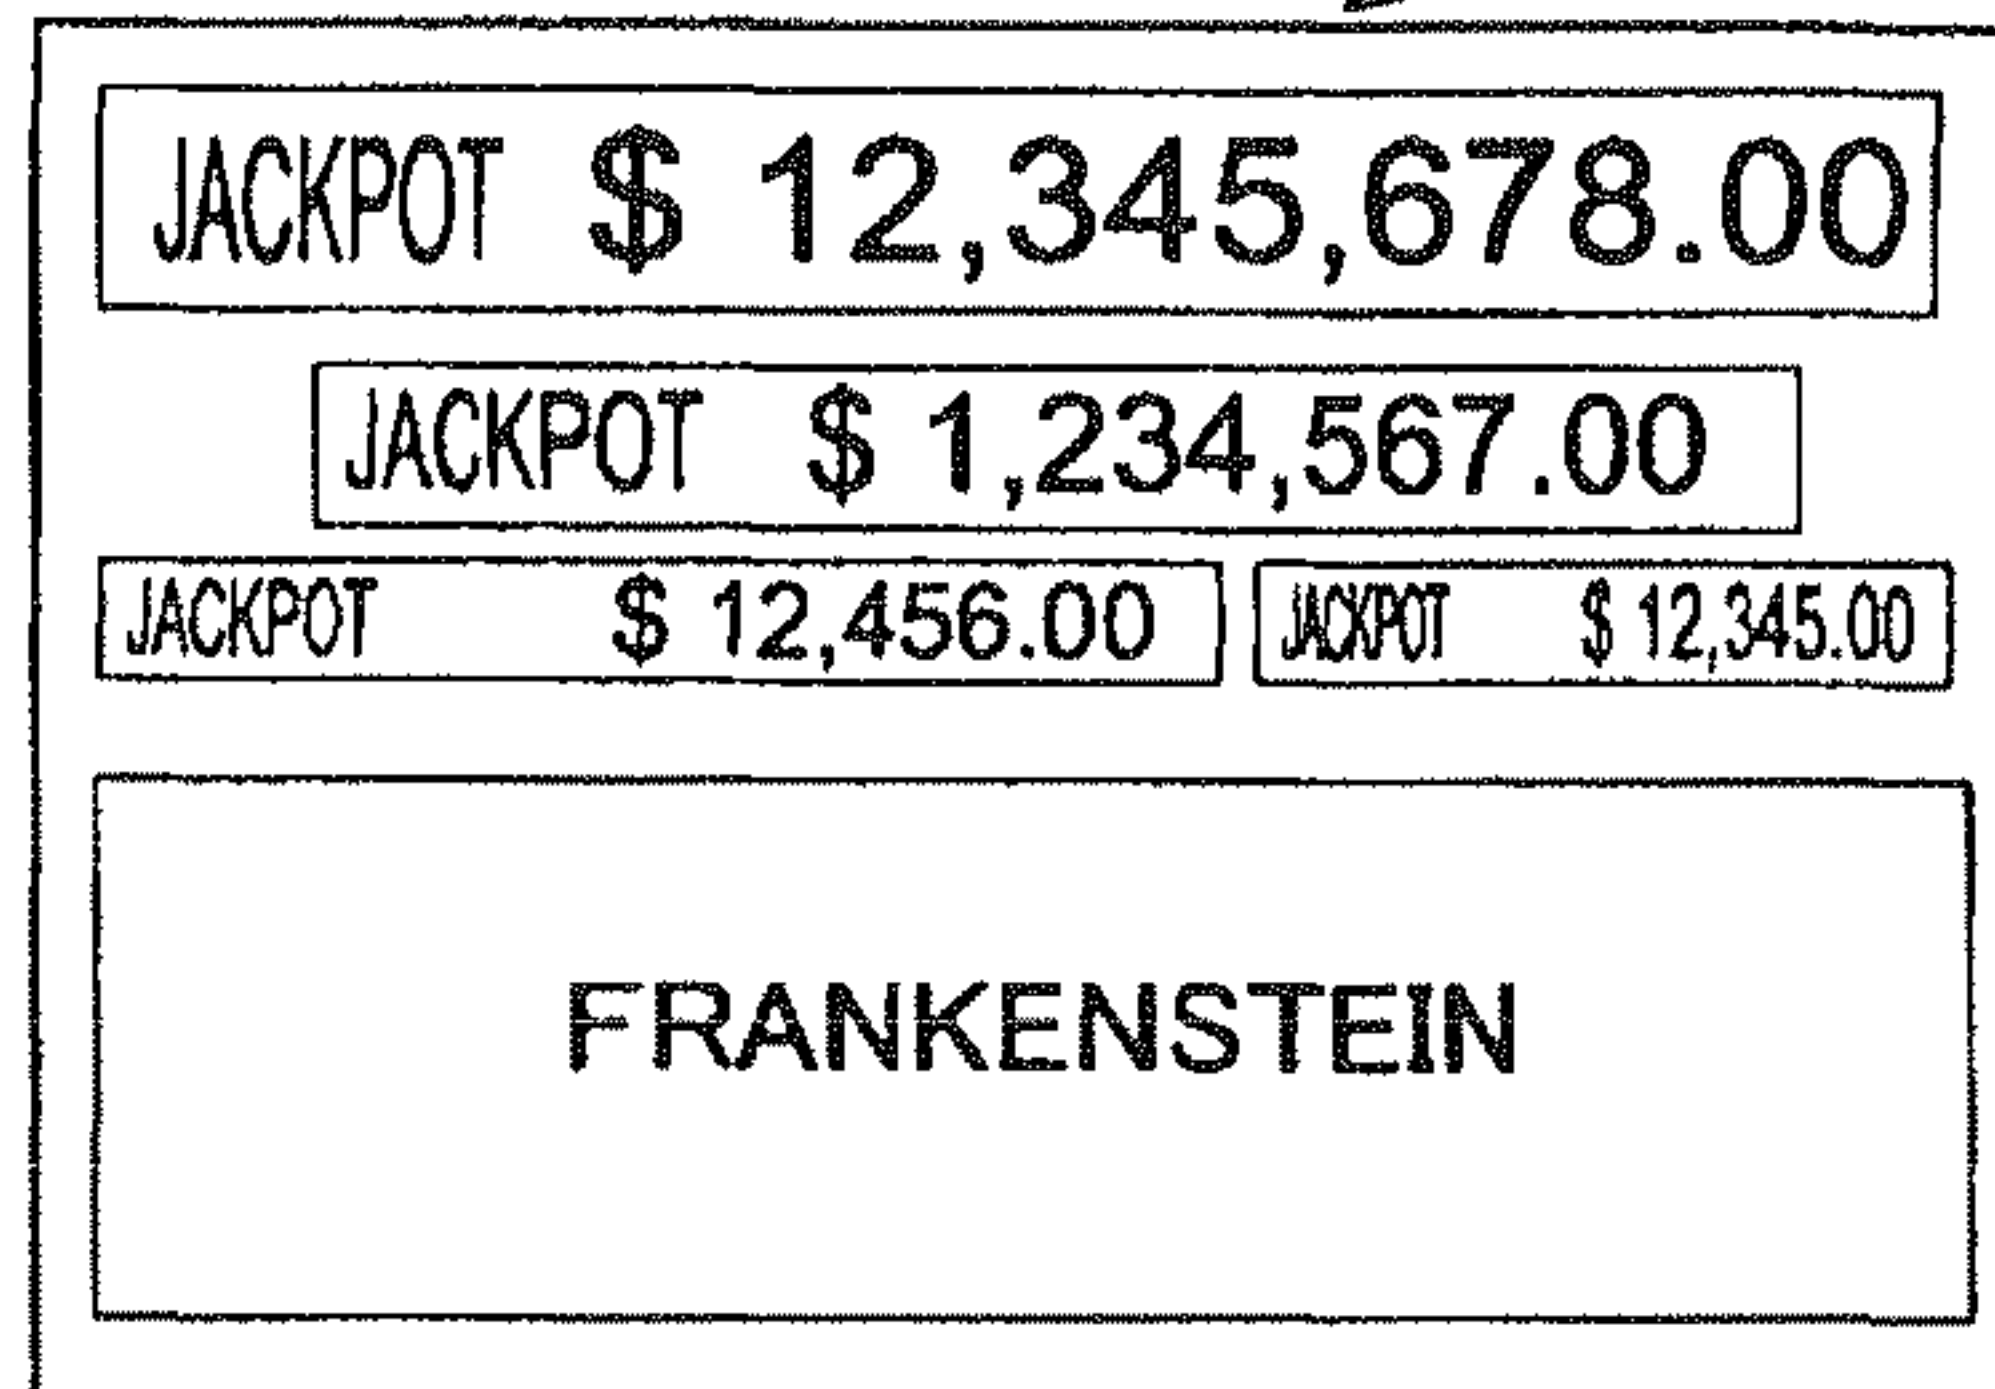 JACKPOT $ 12,345,678.00
JACKPOT $ 1,234,567.00
JACKPOT $ 12,456.00 JACKPOT $ 12,345.00
FRANKENSTEIN